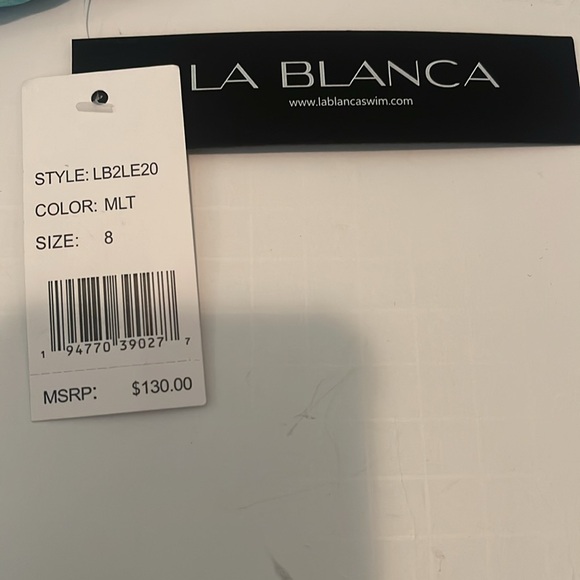 LA BLANCA
www.lablancaswim.com
STYLE: LB2LE20
COLOR: MLT
SIZE: 8
1 94770 39027 7
MSRP: $130.00